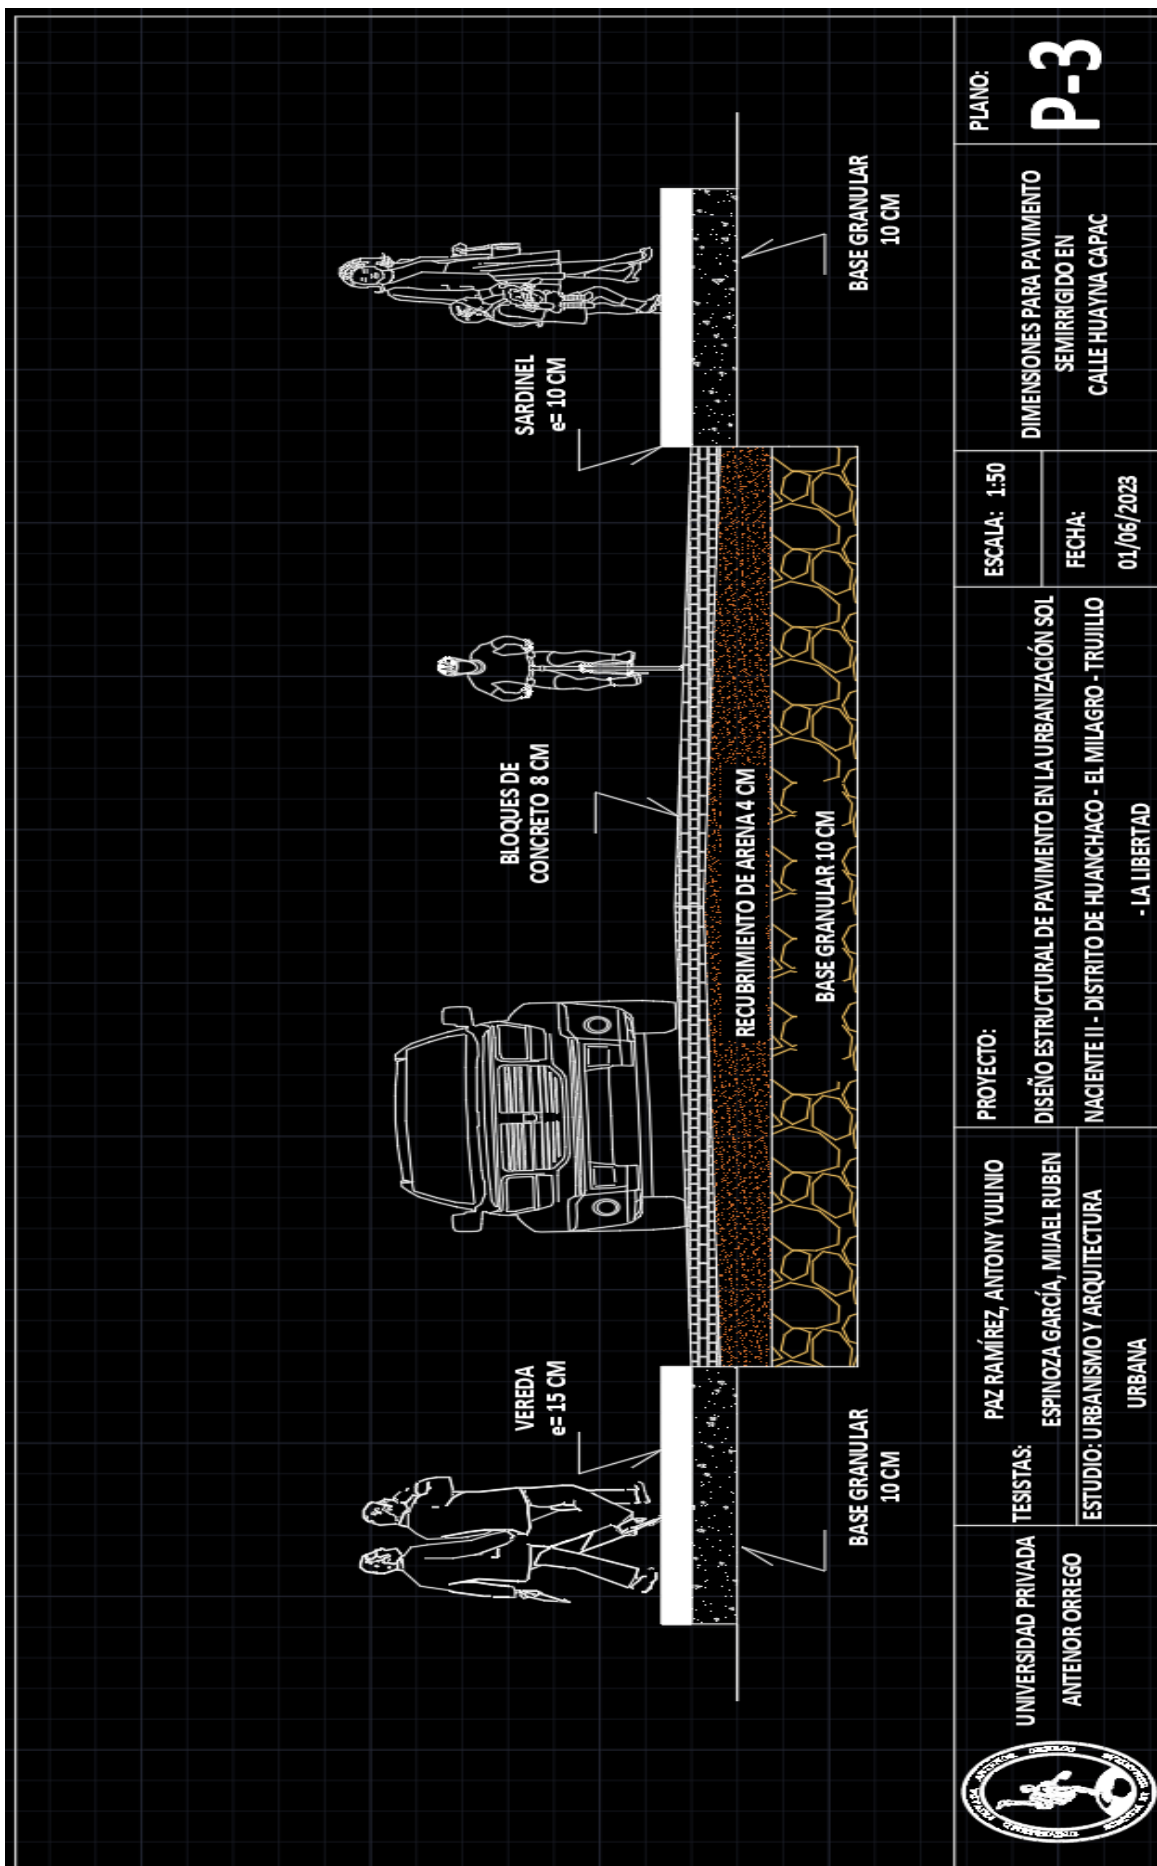 VEREDA
e= 15 CM
BLOQUES DE
CONCRETO 8 CM
SARDINEL
e= 10 CM
RECUBRIMIENTO DE ARENA 4 CM
BASE GRANULAR 10 CM
BASE GRANULAR
10 CM
BASE GRANULAR
10 CM
UNIVERSIDAD PRIVADA
ANTENOR ORREGO
TESISTAS:
PAZ RAMÍREZ, ANTONY YULINIO
ESPINOZA GARCÍA, MIJAEL RUBEN
ESTUDIO: URBANISMO Y ARQUITECTURA
URBANA
PROYECTO:
DISEÑO ESTRUCTURAL DE PAVIMENTO EN LA URBANIZACIÓN SOL
NACIENTE II - DISTRITO DE HUANCHACO - EL MILAGRO - TRUJILLO
- LA LIBERTAD
ESCALA: 1:50
FECHA:
01/06/2023
DIMENSIONES PARA PAVIMENTO
SEMIRRIGIDO EN
CALLE HUAYNA CAPAC
PLANO:
P-3